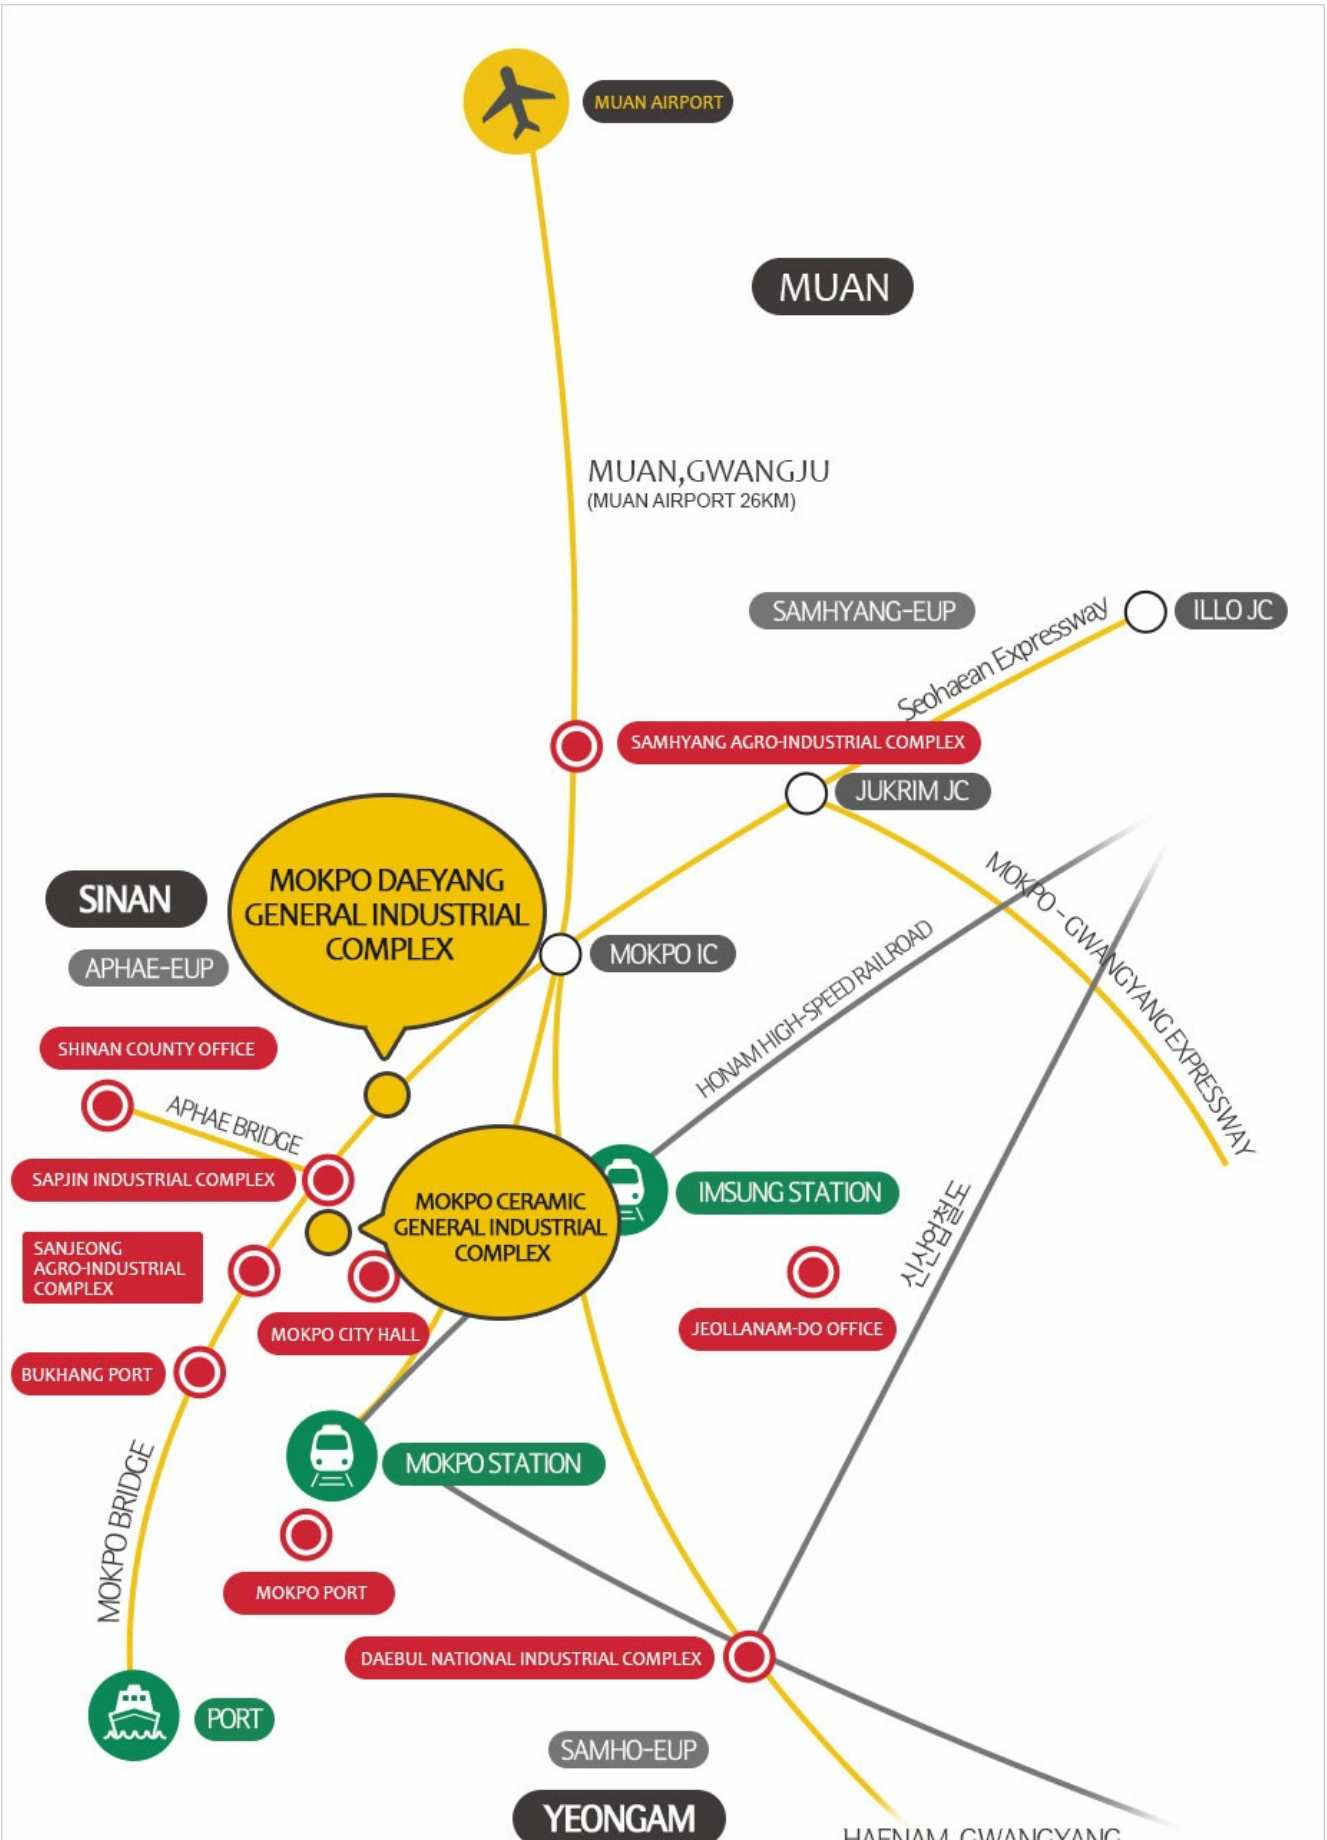 MUAN AIRPORT
MUAN
MUAN,GWANGJU
(MUAN AIRPORT 26KM)
SAMHYANG-EUP
Seohaean Expressway
ILLO JC
SAMHYANG AGRO-INDUSTRIAL COMPLEX
JUKRIM JC
MOKPO - GWANGYANG EXPRESSWAY
MOKPO DAEYANG
GENERAL INDUSTRIAL
COMPLEX
SINAN
APHAE-EUP
MOKPO IC
HONAM HIGH-SPEED RAILROAD
SHINAN COUNTY OFFICE
APHAE BRIDGE
SAPJIN INDUSTRIAL COMPLEX
MOKPO CERAMIC
GENERAL INDUSTRIAL
COMPLEX
IMSUNG STATION
신산업철도
SANJEONG
AGRO-INDUSTRIAL
COMPLEX
MOKPO CITY HALL
JEOLLANAM-DO OFFICE
BUKHANG PORT
MOKPO BRIDGE
MOKPO STATION
MOKPO PORT
DAEBUL NATIONAL INDUSTRIAL COMPLEX
PORT
SAMHO-EUP
YEONGAM
HAENAM, GWANGYANG